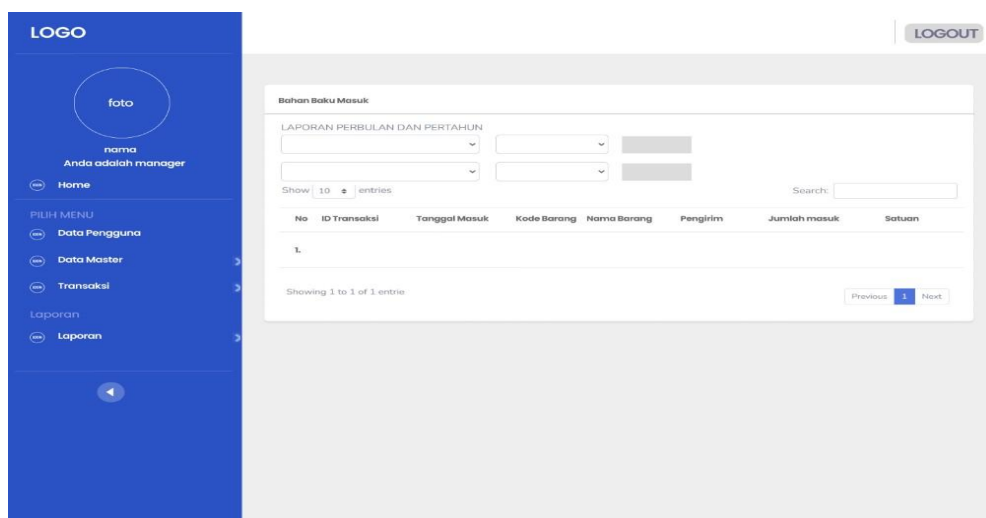 LOGO
LOGOUT
foto
nama
Anda adalah manager
Home
PILIH MENU
Data Pengguna
Data Master
Transaksi
Laporan
Laporan
Bahan Baku Masuk
LAPORAN PERBULAN DAN PERTAHUN
Show 10 entries
Search:
No ID Transaksi Tanggal Masuk Kode Barang Nama Barang Pengirim Jumlah masuk Satuan
1.
Showing 1 to 1 of 1 entrie
Previous 1 Next